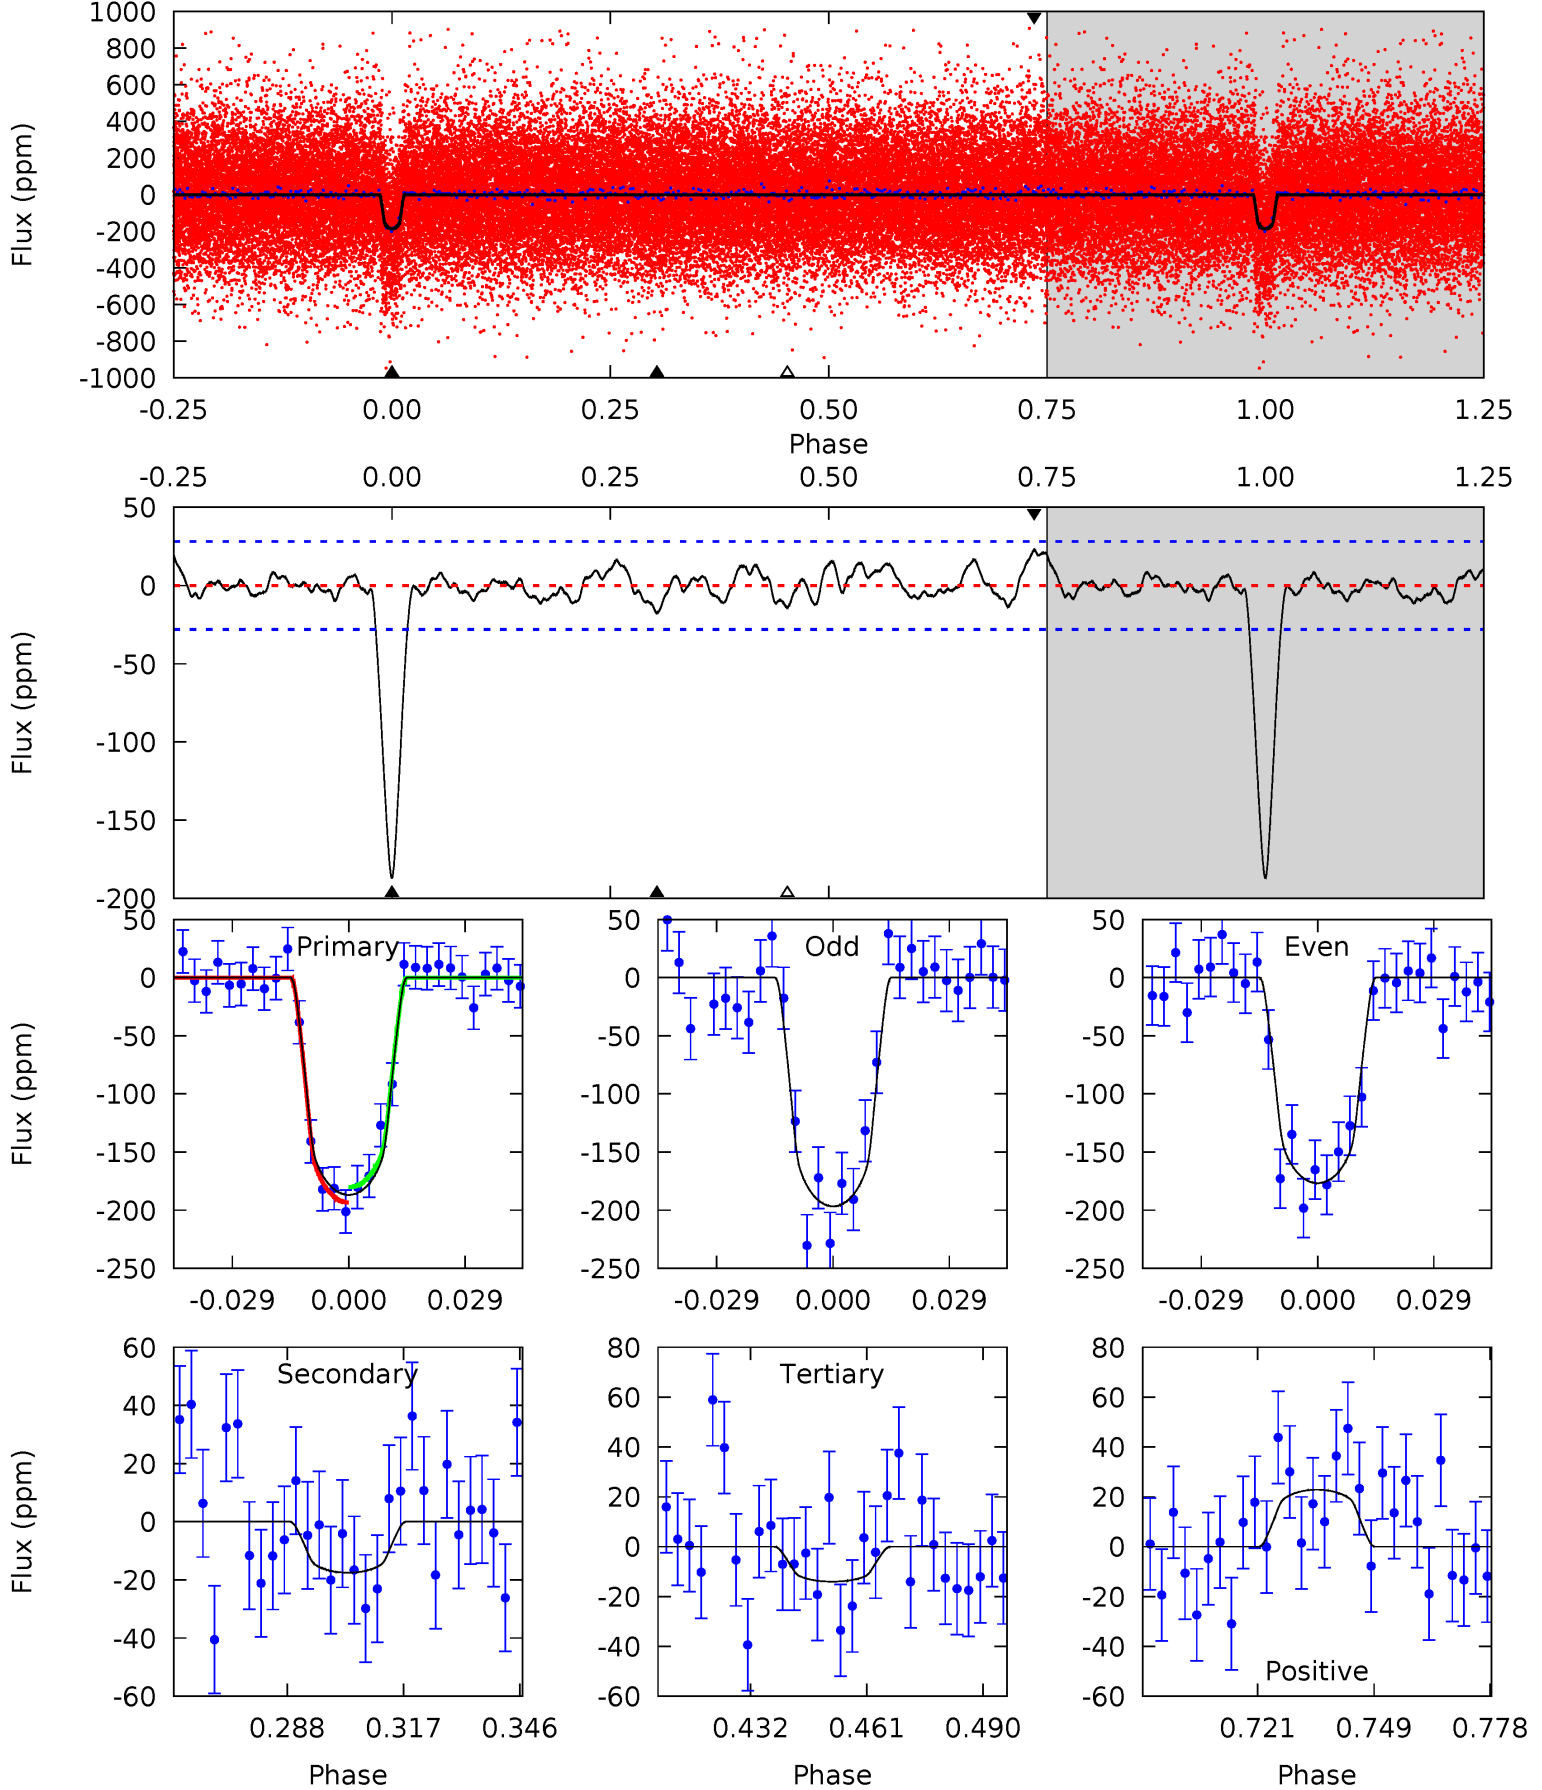 1000
800
600
400
200
0
-200
-400
-600
-800
-1000
Flux (ppm)
-0.25 0.00 0.25 0.50 0.75 1.00 1.25
Phase
-0.25 0.00 0.25 0.50 0.75 1.00 1.25
50
0
-50
-100
-150
-200
Flux (ppm)
Primary Odd Even
50 50 50
0 0 0
-50 -50 -50
-100 -100 -100
-150 -150 -150
-200 -200 -200
-250 -250 -250
Flux (ppm)
-0.029 0.000 0.029 -0.029 0.000 0.029 -0.029 0.000 0.029
Secondary Tertiary Positive
60 80 80
40 60 60
20 40 40
0 20 20
-20 0 0
-40 -20 -20
-60 -40 -40
-60 -60
Flux (ppm)
0.288 0.317 0.346 0.432 0.461 0.490 0.721 0.749 0.778
Phase Phase Phase